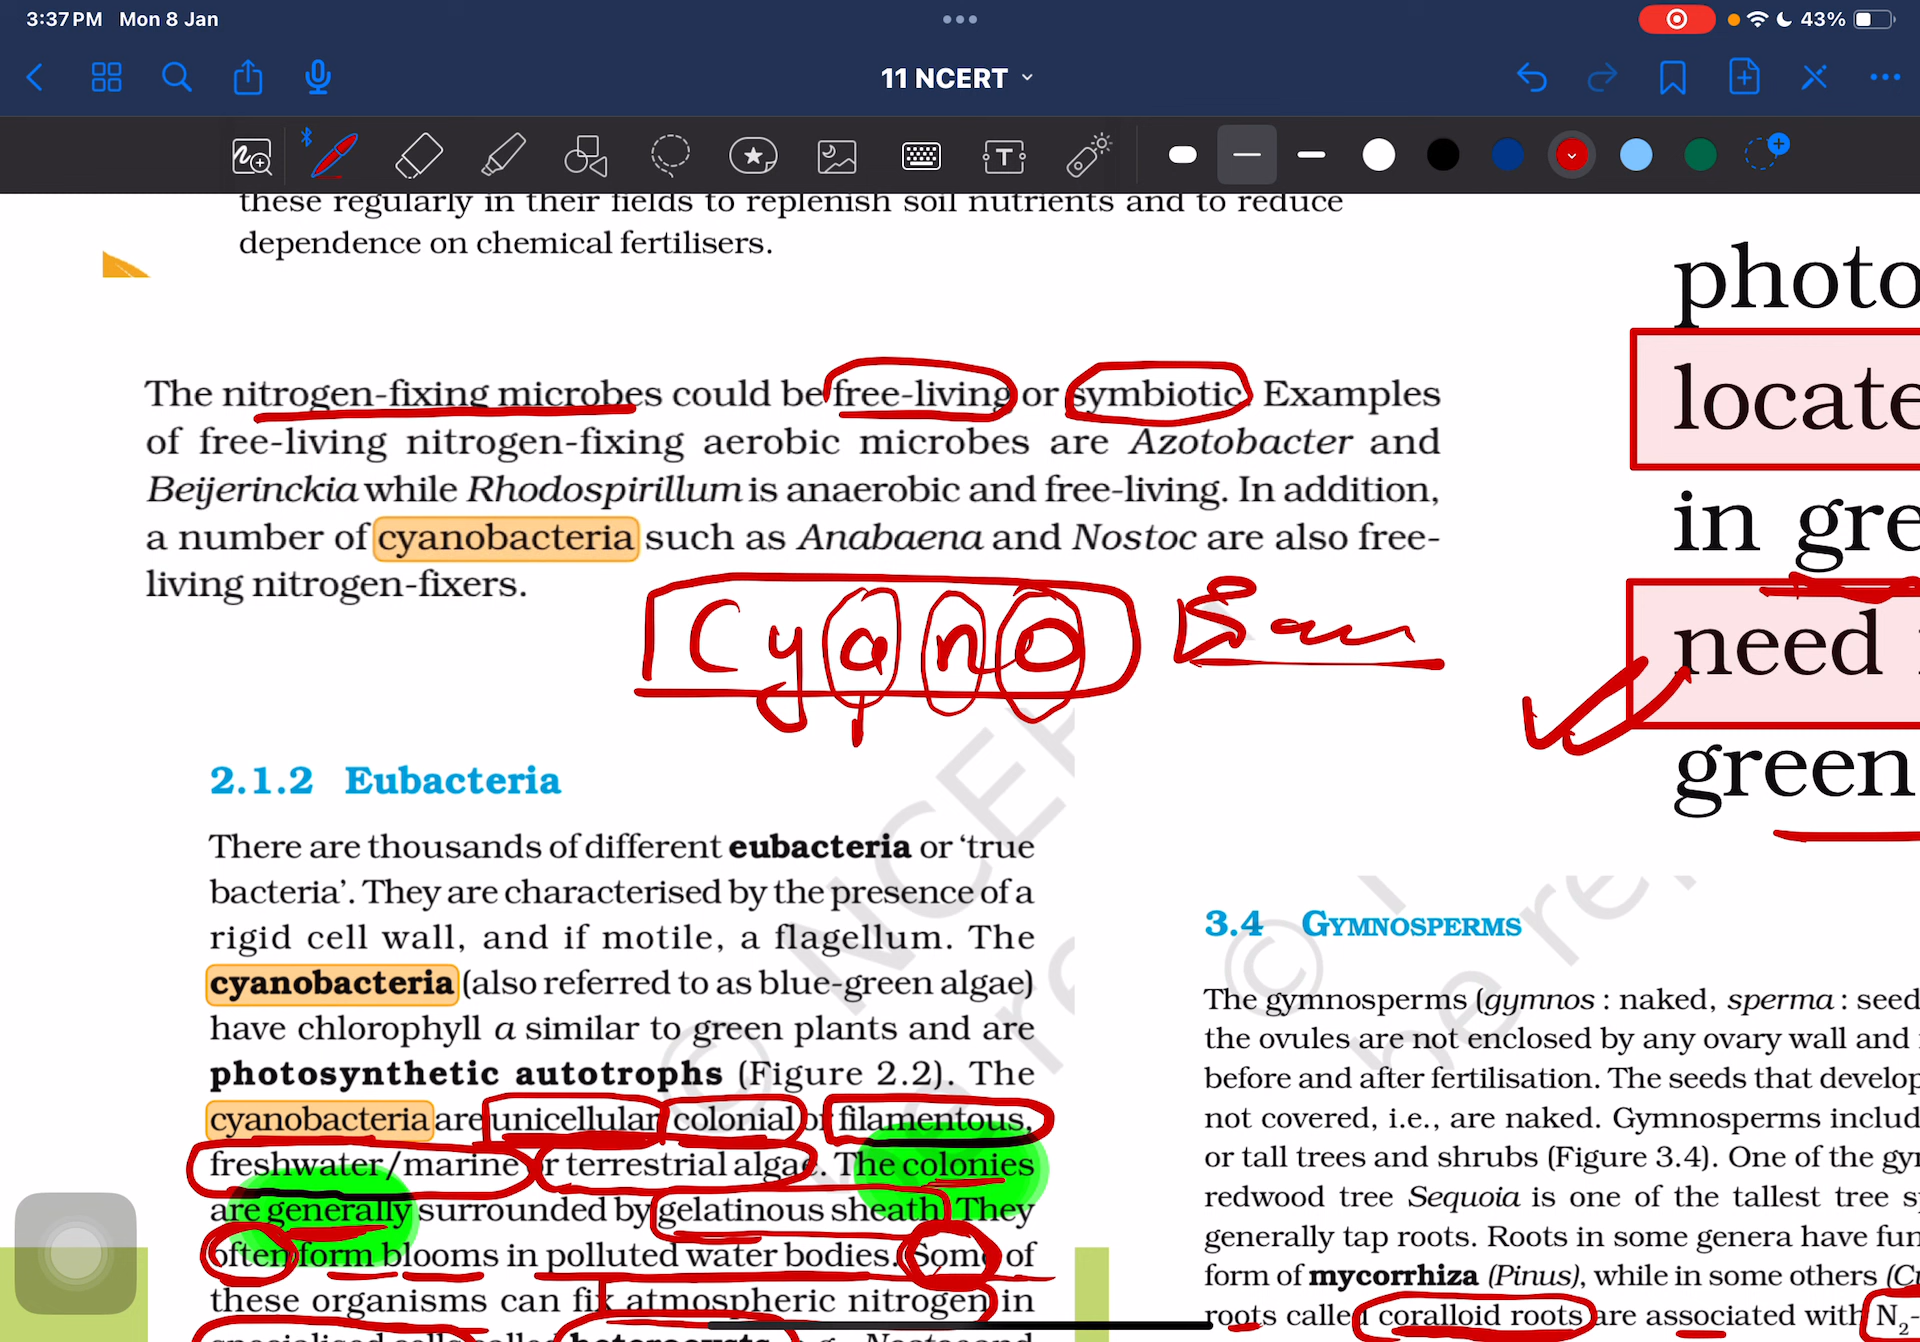 3:37 PM Mon 8 Jan
43%
11 NCERT
these regularly in their fields to replenish soil nutrients and to reduce
dependence on chemical fertilisers.
The nitrogen-fixing microbes could be free-living or symbiotic. Examples
of free-living nitrogen-fixing aerobic microbes are Azotobacter and
Beijerinckia while Rhodospirillum is anaerobic and free-living. In addition,
a number of cyanobacteria such as Anabaena and Nostoc are also free-
living nitrogen-fixers.
Cyano
2.1.2 Eubacteria
There are thousands of different eubacteria or ‘true
bacteria’. They are characterised by the presence of a
rigid cell wall, and if motile, a flagellum. The
cyanobacteria (also referred to as blue-green algae)
have chlorophyll a similar to green plants and are
photosynthetic autotrophs (Figure 2.2). The
cyanobacteria are unicellular, colonial or filamentous,
freshwater/marine or terrestrial algae. The colonies
are generally surrounded by gelatinous sheath. They
often form blooms in polluted water bodies. Some of
these organisms can fix atmospheric nitrogen in
photo
locate
in gre
need
green
3.4 GYMNOSPERMS
The gymnosperms (gymnos : naked, sperma : seed
the ovules are not enclosed by any ovary wall and
before and after fertilisation. The seeds that develop
not covered, i.e., are naked. Gymnosperms includ
or tall trees and shrubs (Figure 3.4). One of the gy
redwood tree Sequoia is one of the tallest tree s
generally tap roots. Roots in some genera have fun
form of mycorrhiza (Pinus), while in some others (C
roots called coralloid roots are associated with N₂-